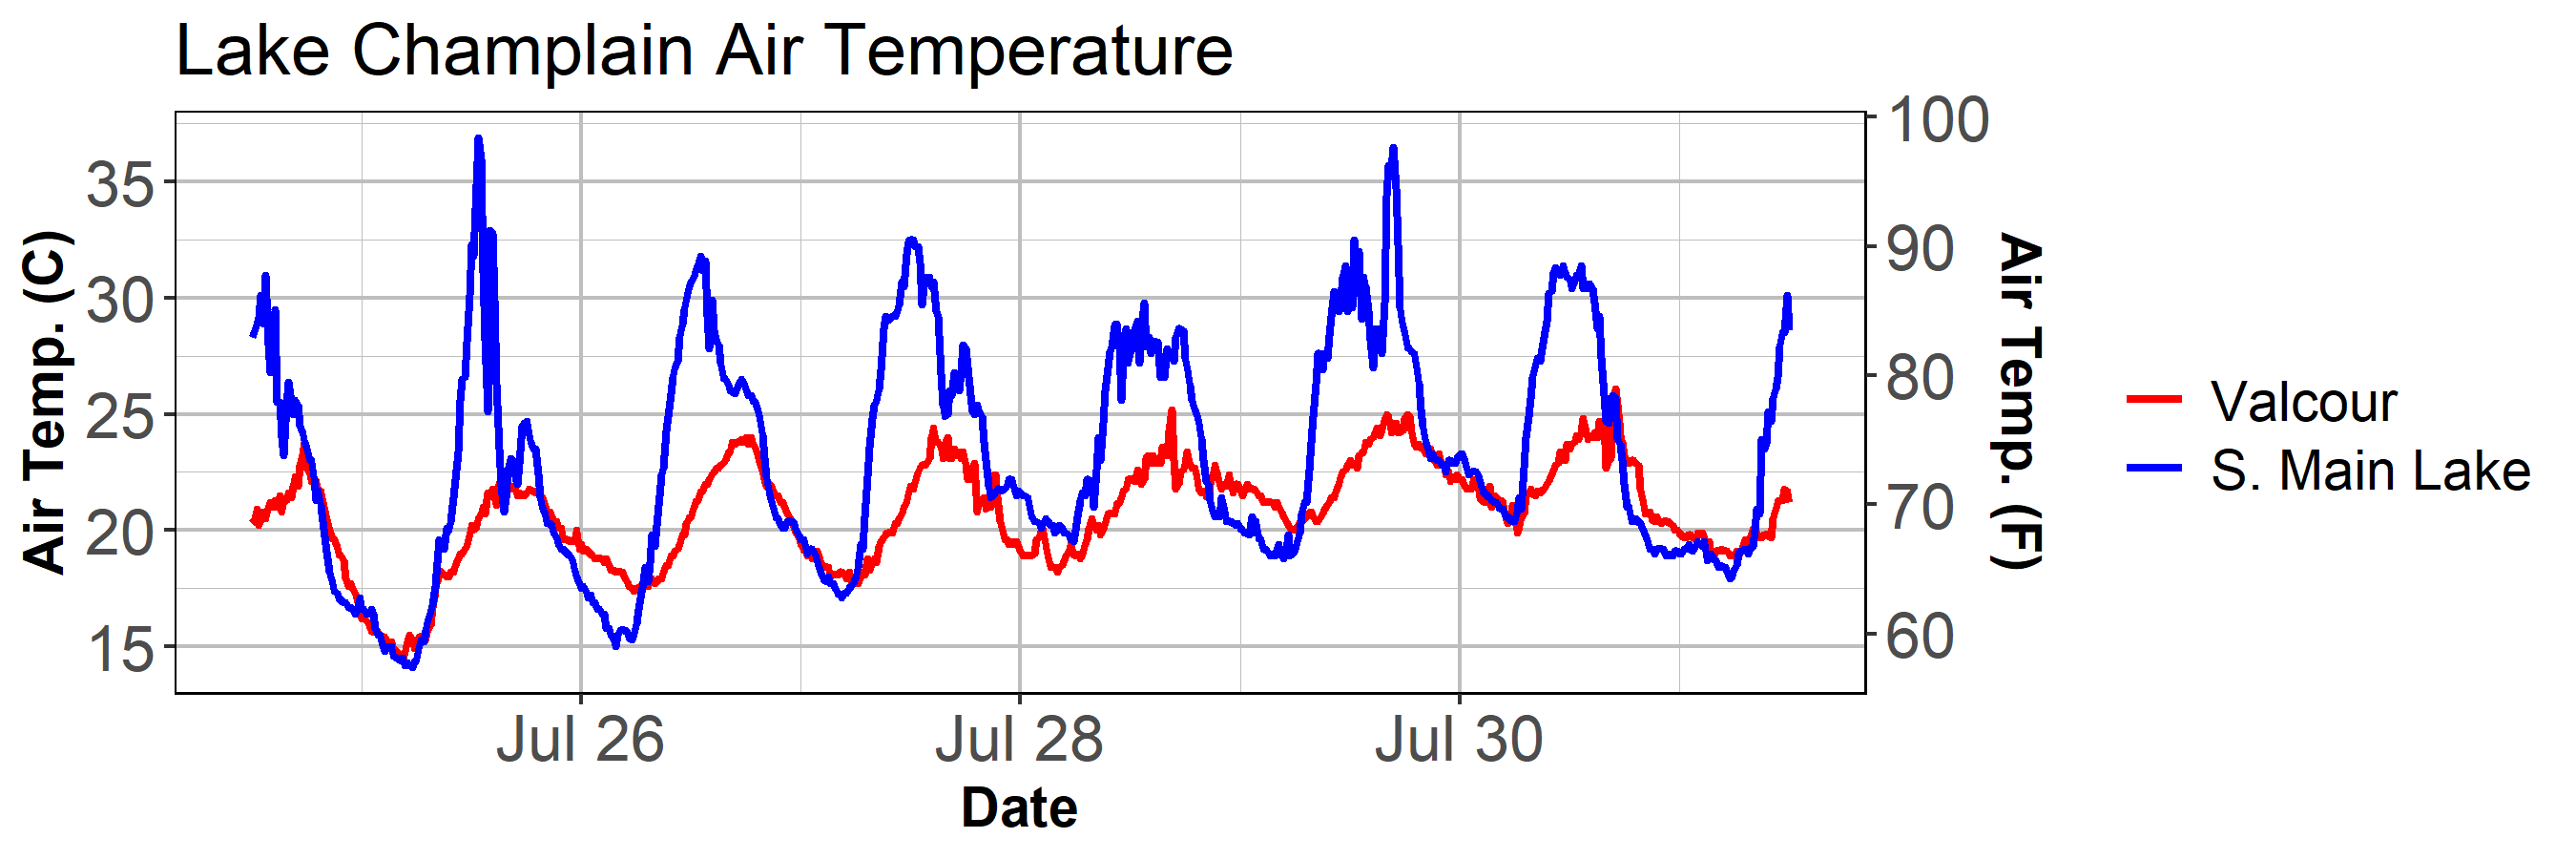 Lake Champlain Air Temperature
Air Temp. (C)
35
30
25
20
15
100
90
80
70
60
Air Temp. (F)
Jul 26
Jul 28
Jul 30
Date
Valcour
S. Main Lake